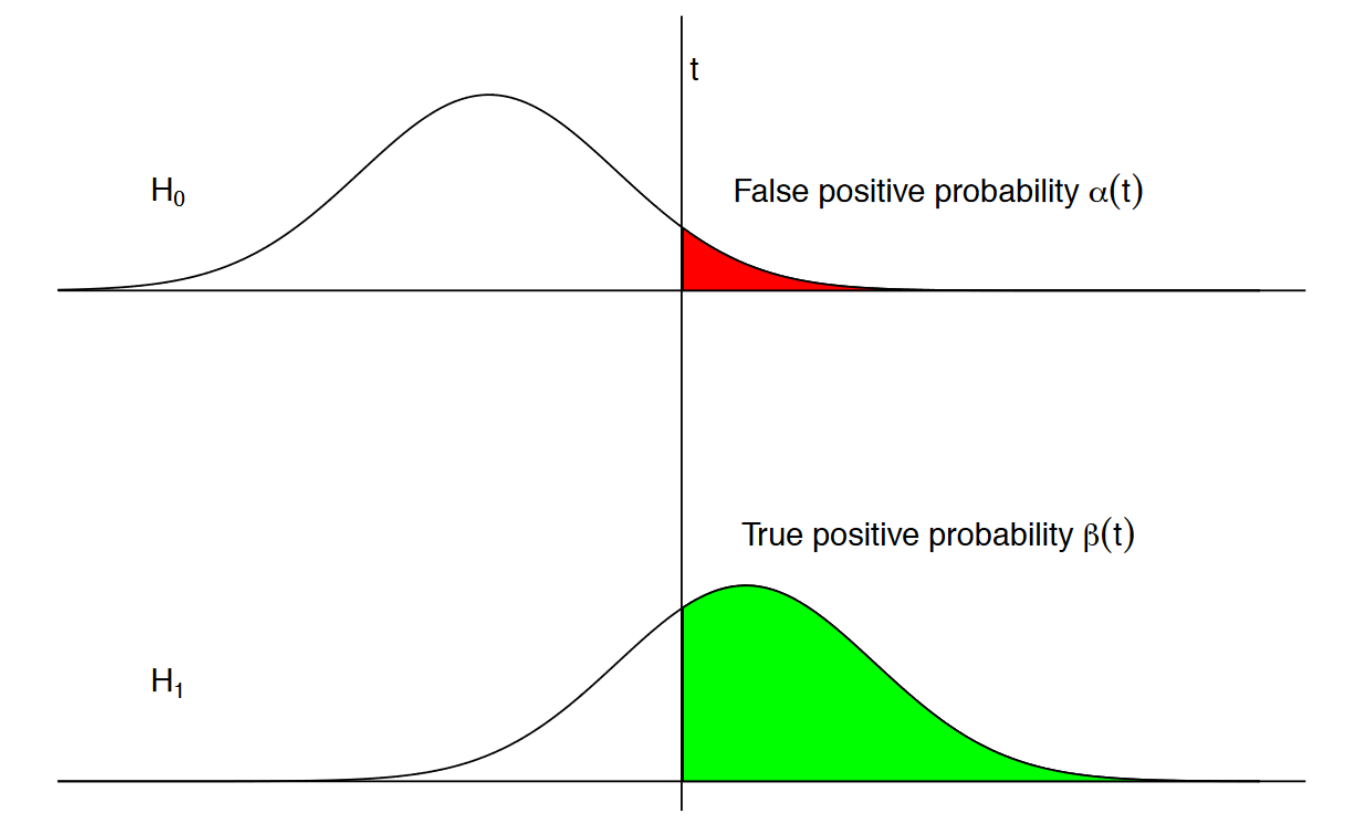 t
H₀
False positive probability α(t)
True positive probability β(t)
H₁